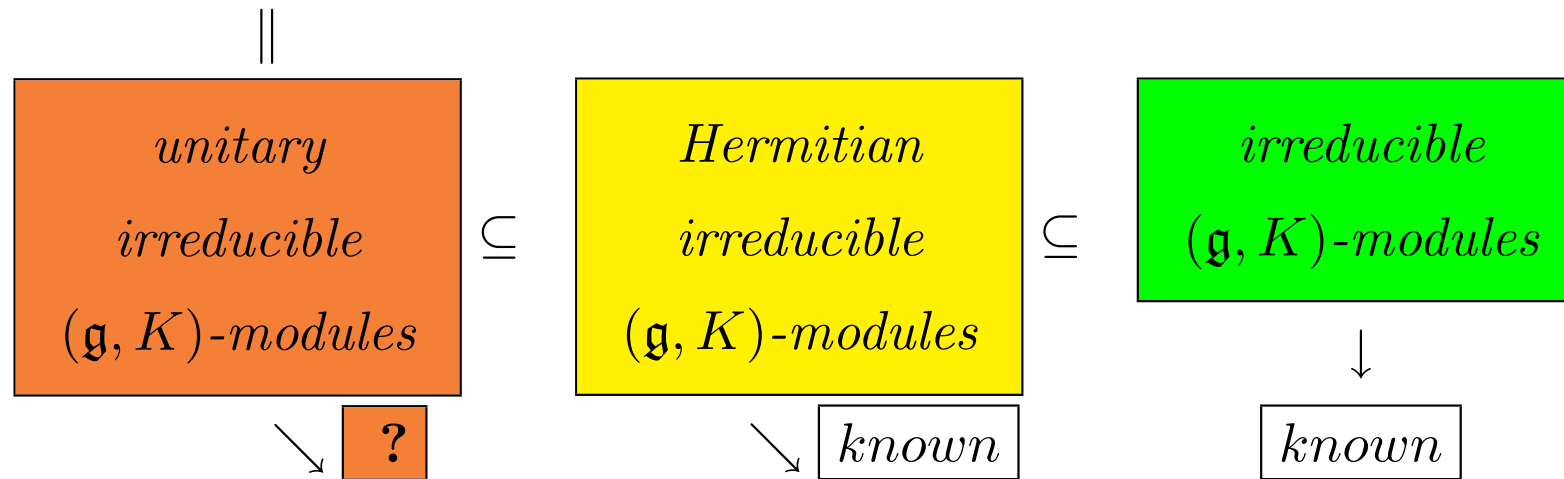 ∥
unitary
irreducible
(𝔤, K)-modules
⊆
Hermitian
irreducible
(𝔤, K)-modules
⊆
irreducible
(𝔤, K)-modules
↘ ?
↘ known
↓
known